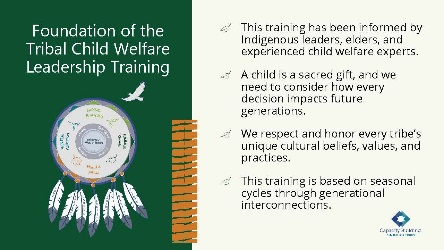 Foundation of the
Tribal Child Welfare
Leadership Training
This training has been informed by
Indigenous leaders, elders, and
experienced child welfare experts.
A child is a sacred gift, and we
need to consider how every
decision impacts future
generations.
We respect and honor every tribe's
unique cultural beliefs, values, and
practices.
This training is based on seasonal
cycles through generational
interconnections.